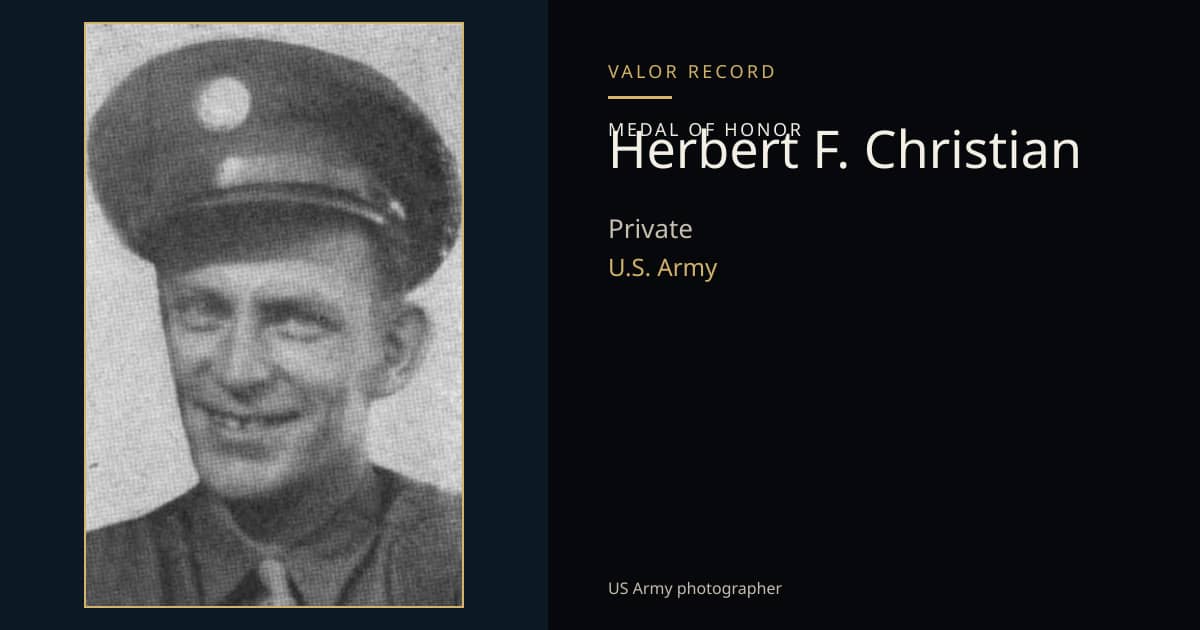 VALOR RECORD
MEDAL OF HONOR
Herbert F. Christian
Private
U.S. Army
US Army photographer